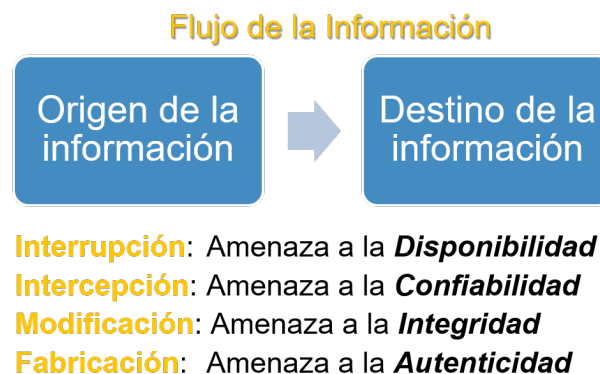 Flujo de la Información
Origen de la
información
Destino de la
información
Interrupción: Amenaza a la Disponibilidad
Intercepción: Amenaza a la Confiabilidad
Modificación: Amenaza a la Integridad
Fabricación: Amenaza a la Autenticidad